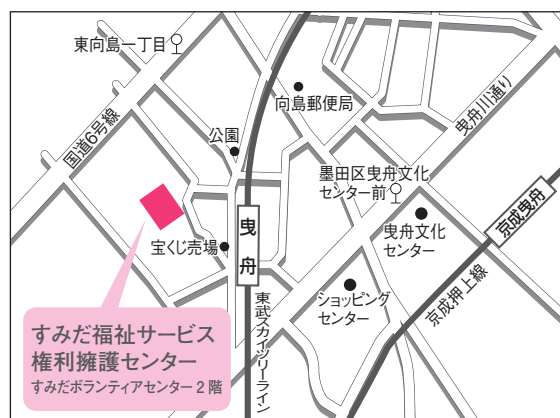 東向島一丁目
国道6号線
向島郵便局
公園
曳舟川通り
墨田区曳舟文化
センター前
曳舟文化
センター
京成曳舟
宝くじ売場
曳舟
ショッピング
センター
京成押上線
東武スカイツリーライン
すみだ福祉サービス
権利擁護センター
すみだボランティアセンター2階